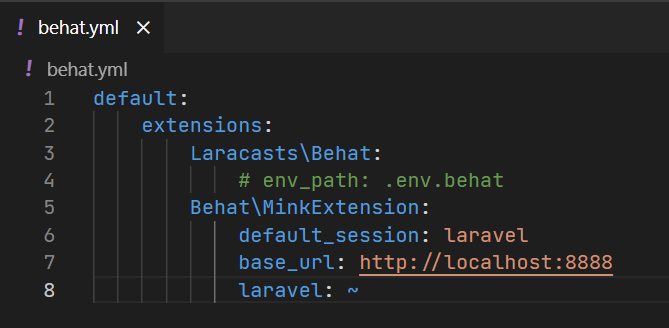 ! behat.yml ×
! behat.yml
1 default:
2 extensions:
3 Laracasts\Behat:
4 # env_path: .env.behat
5 Behat\MinkExtension:
6 default_session: laravel
7 base_url: http://localhost:8888
8 laravel: ~